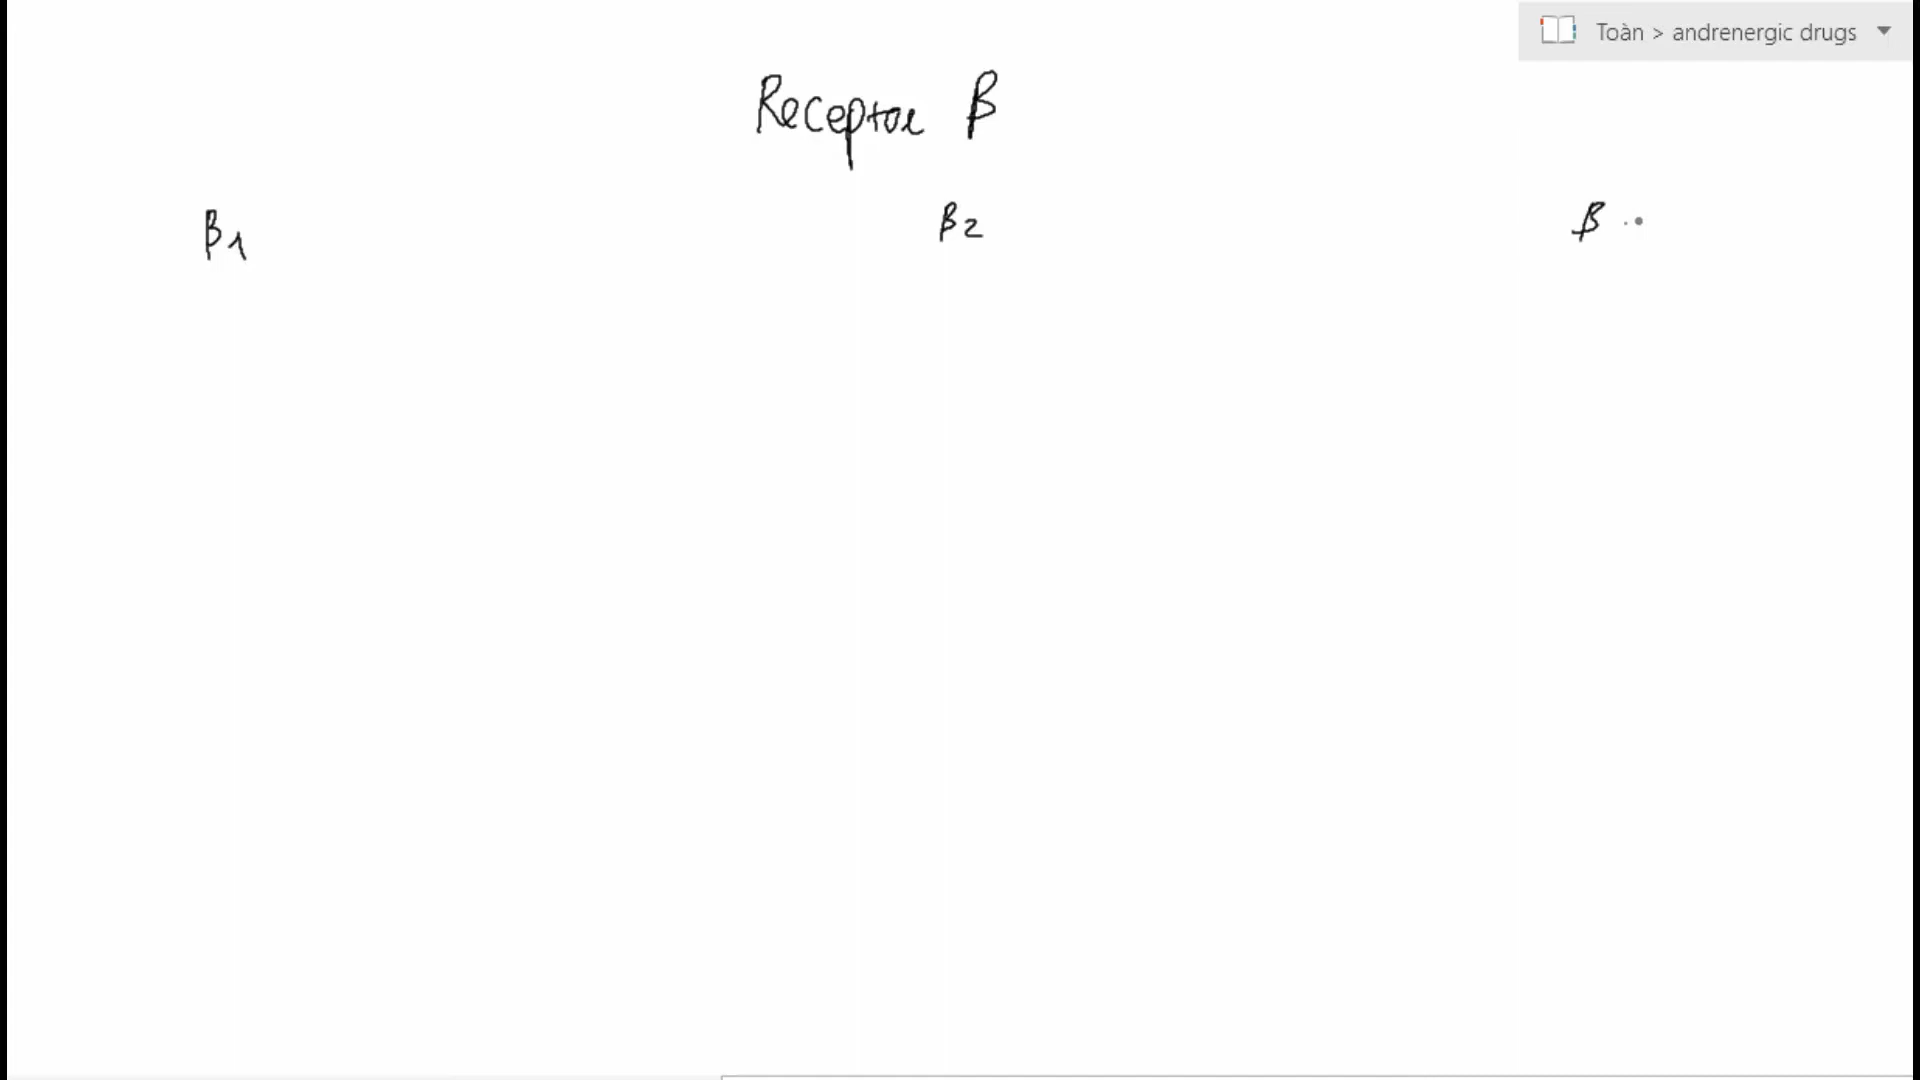 Toàn > andrenergic drugs
Receptor β
β1 β2 β